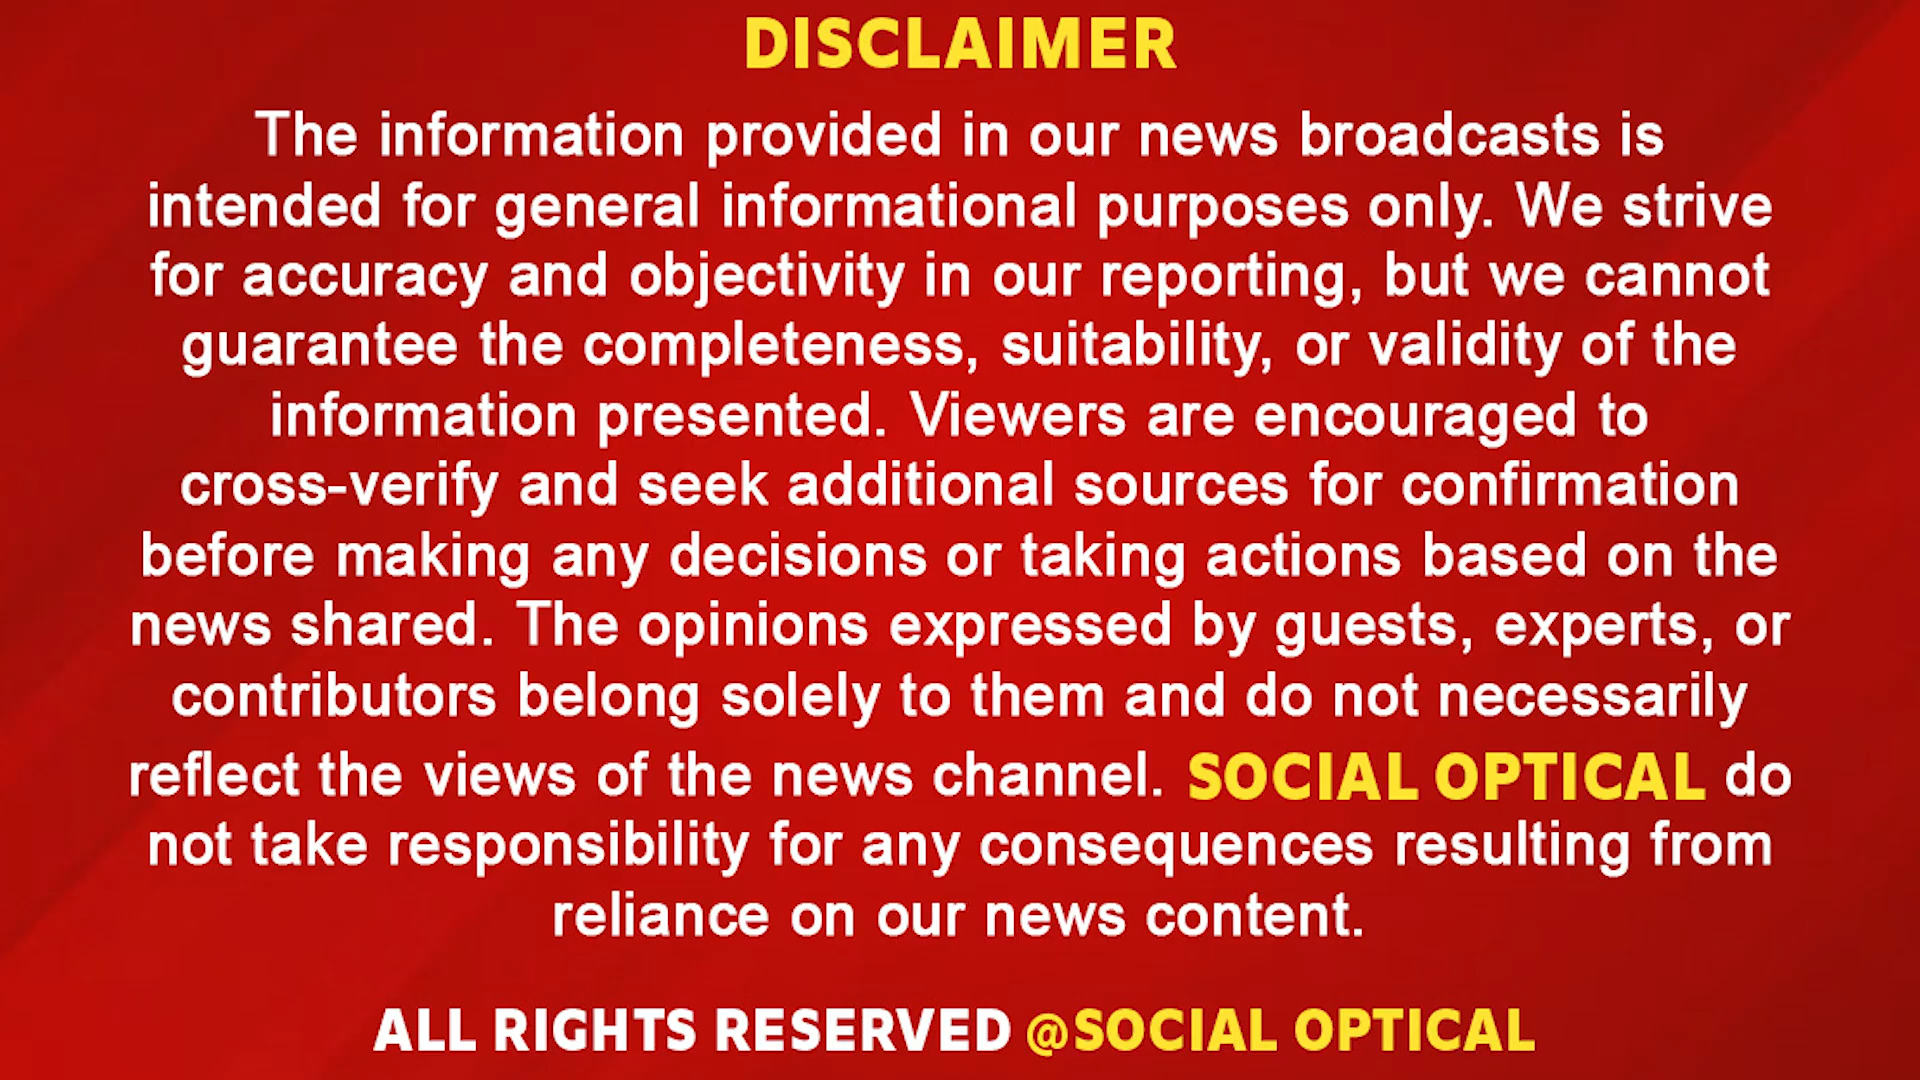 DISCLAIMER
The information provided in our news broadcasts is
intended for general informational purposes only. We strive
for accuracy and objectivity in our reporting, but we cannot
guarantee the completeness, suitability, or validity of the
information presented. Viewers are encouraged to
cross-verify and seek additional sources for confirmation
before making any decisions or taking actions based on the
news shared. The opinions expressed by guests, experts, or
contributors belong solely to them and do not necessarily
reflect the views of the news channel. SOCIAL OPTICAL do
not take responsibility for any consequences resulting from
reliance on our news content.
ALL RIGHTS RESERVED @SOCIAL OPTICAL